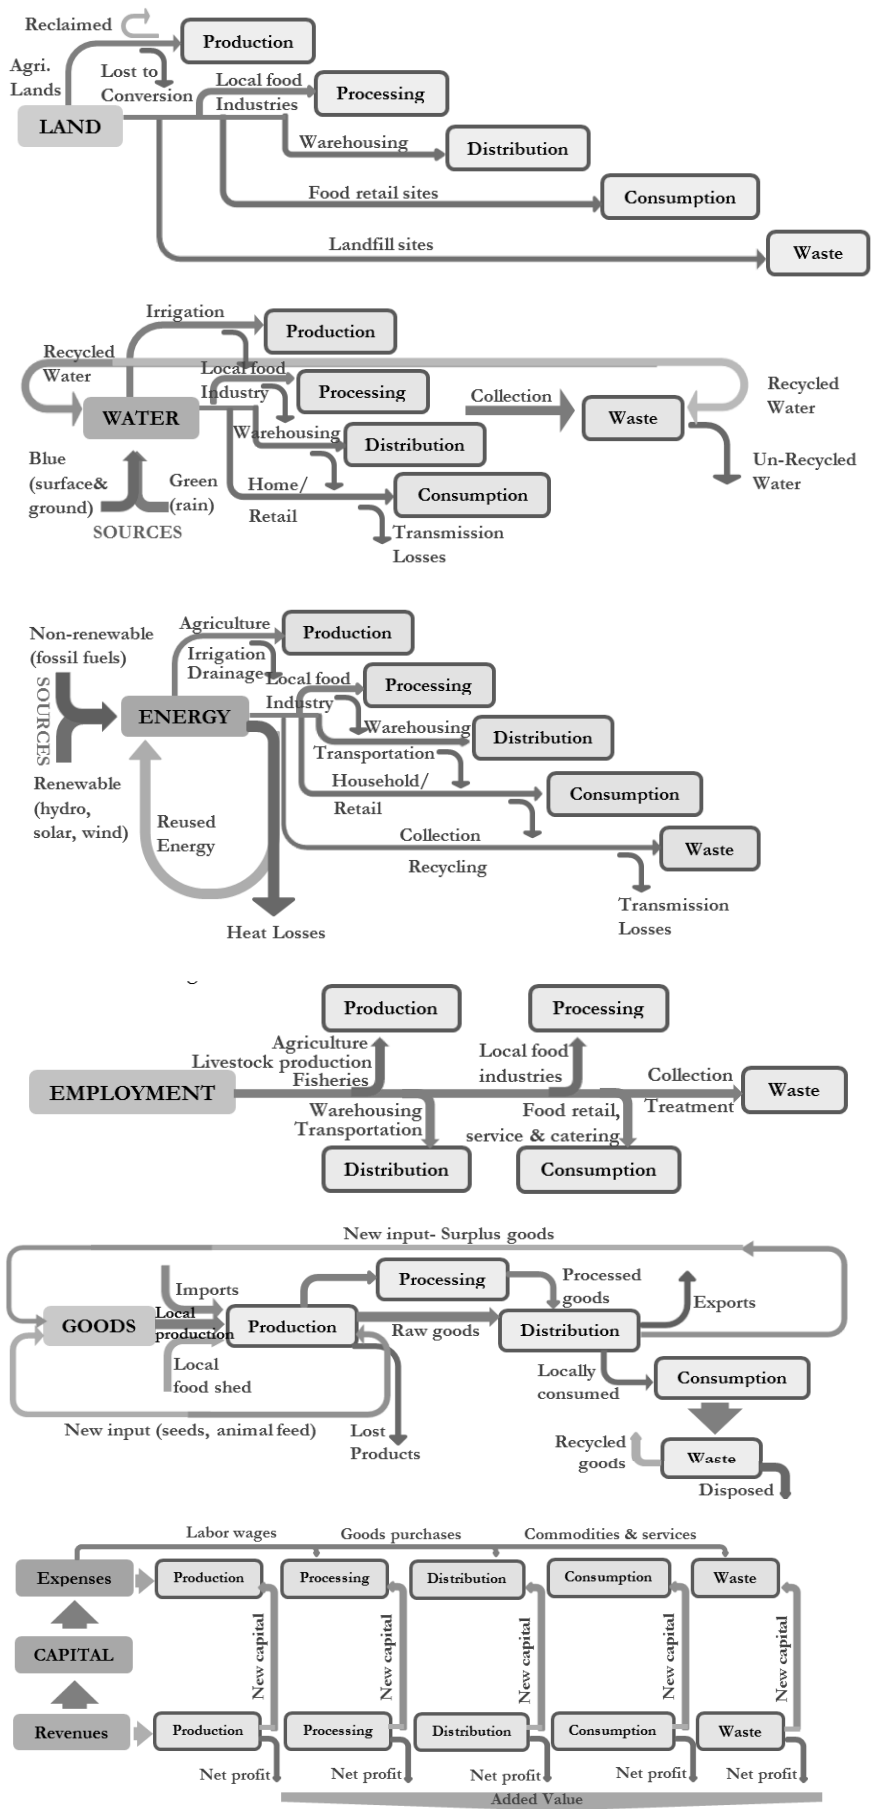 Reclaimed
Production
Agri.
Lands
Lost to
Conversion
Local food
Industries
Processing
LAND
Warehousing
Distribution
Food retail sites
Consumption
Landfill sites
Waste
Irrigation
Production
Recycled
Water
Local food
Industry
Processing
Collection
Waste
Recycled
Water
WATER
Warehousing
Distribution
Blue
(surface&
ground)
Green
(rain)
SOURCES
Home/
Retail
Consumption
Un-Recycled
Water
Transmission
Losses
Non-renewable
(fossil fuels)
Agriculture
Irrigation
Drainage
Production
Local food
Industry
Processing
SOURCES
ENERGY
Warehousing
Transportation
Distribution
Renewable
(hydro,
solar, wind)
Reused
Energy
Household/
Retail
Consumption
Collection
Recycling
Waste
Transmission
Losses
Heat Losses
Production
Processing
Agriculture
Livestock production
Fisheries
Local food
industries
Collection
Treatment
Waste
EMPLOYMENT
Warehousing
Transportation
Food retail,
service & catering
Distribution
Consumption
New input- Surplus goods
Imports
Processing
Processed
goods
Exports
GOODS
Local
production
Production
Raw goods
Distribution
Local
food shed
Locally
consumed
Consumption
New input (seeds, animal feed)
Lost
Products
Recycled
goods
Waste
Disposed
Labor wages
Goods purchases
Commodities & services
Expenses
Production
Processing
Distribution
Consumption
Waste
CAPITAL
New capital
New capital
New capital
New capital
New capital
Revenues
Production
Processing
Distribution
Consumption
Waste
Net profit
Net profit
Net profit
Net profit
Net profit
Added Value